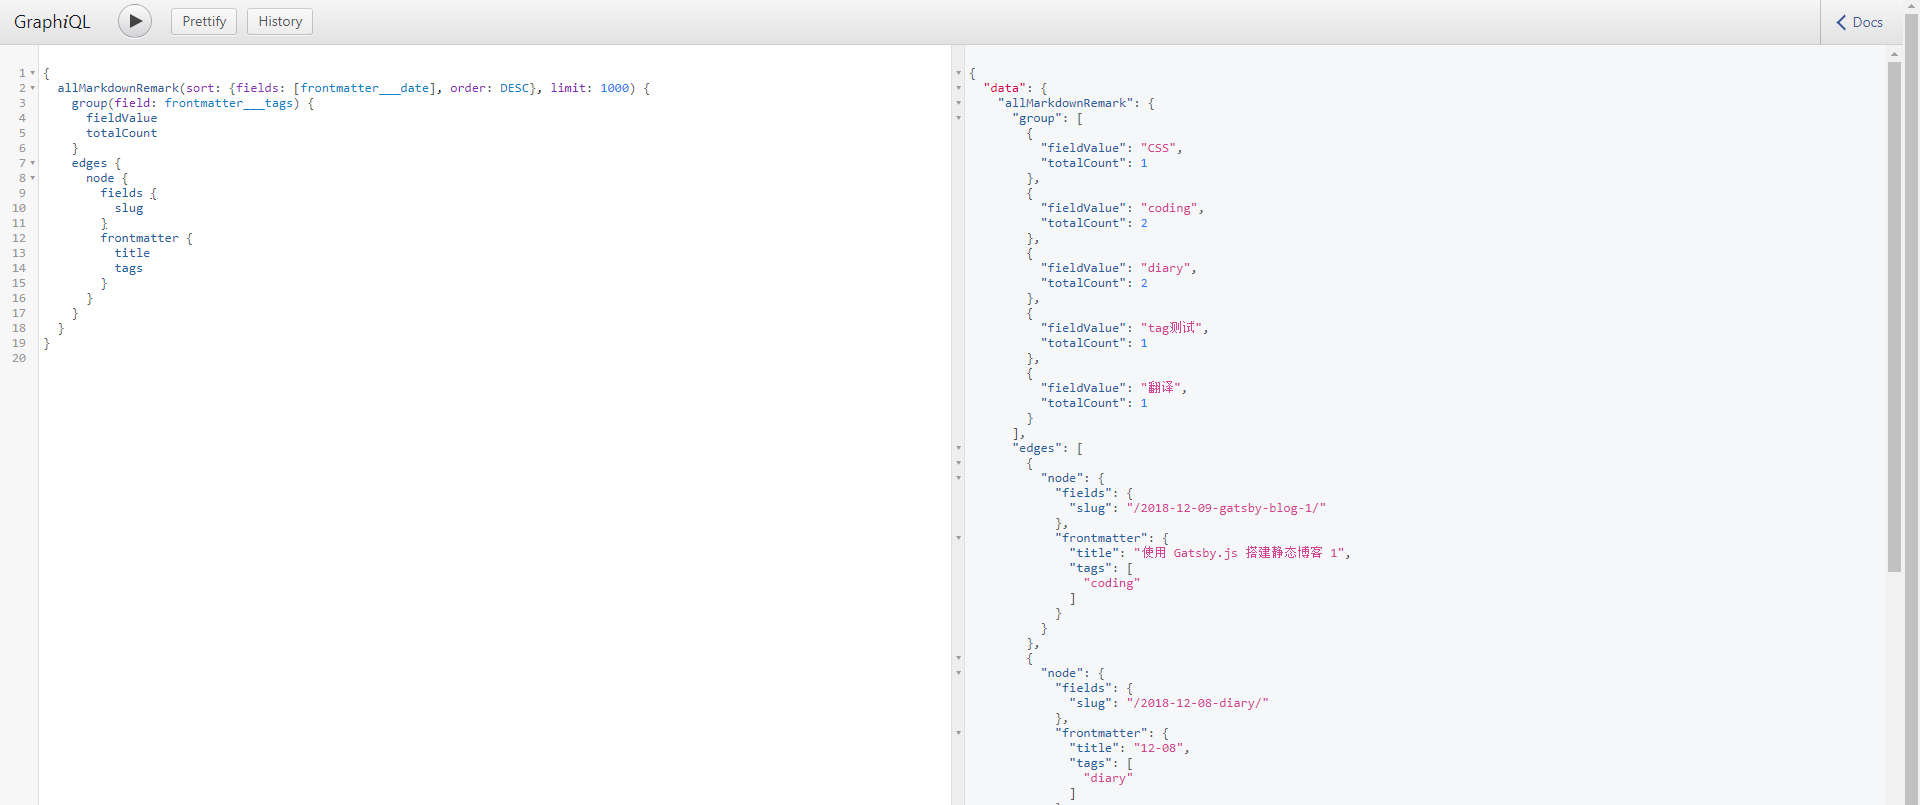 GraphiQL
Prettify
History
Docs
1 {
2 allMarkdownRemark(sort: {fields: [frontmatter___date], order: DESC}, limit: 1000) {
3 group(field: frontmatter___tags) {
4 fieldValue
5 totalCount
6 }
7 edges {
8 node {
9 fields {
10 slug
11 }
12 frontmatter {
13 title
14 tags
15 }
16 }
17 }
18 }
19 }
20
{
"data": {
"allMarkdownRemark": {
"group": [
{
"fieldValue": "CSS",
"totalCount": 1
},
{
"fieldValue": "coding",
"totalCount": 2
},
{
"fieldValue": "diary",
"totalCount": 2
},
{
"fieldValue": "tag测试",
"totalCount": 1
},
{
"fieldValue": "翻译",
"totalCount": 1
}
],
"edges": [
{
"node": {
"fields": {
"slug": "/2018-12-09-gatsby-blog-1/"
},
"frontmatter": {
"title": "使用 Gatsby.js 搭建静态博客 1",
"tags": [
"coding"
]
}
}
},
{
"node": {
"fields": {
"slug": "/2018-12-08-diary/"
},
"frontmatter": {
"title": "12-08",
"tags": [
"diary"
]